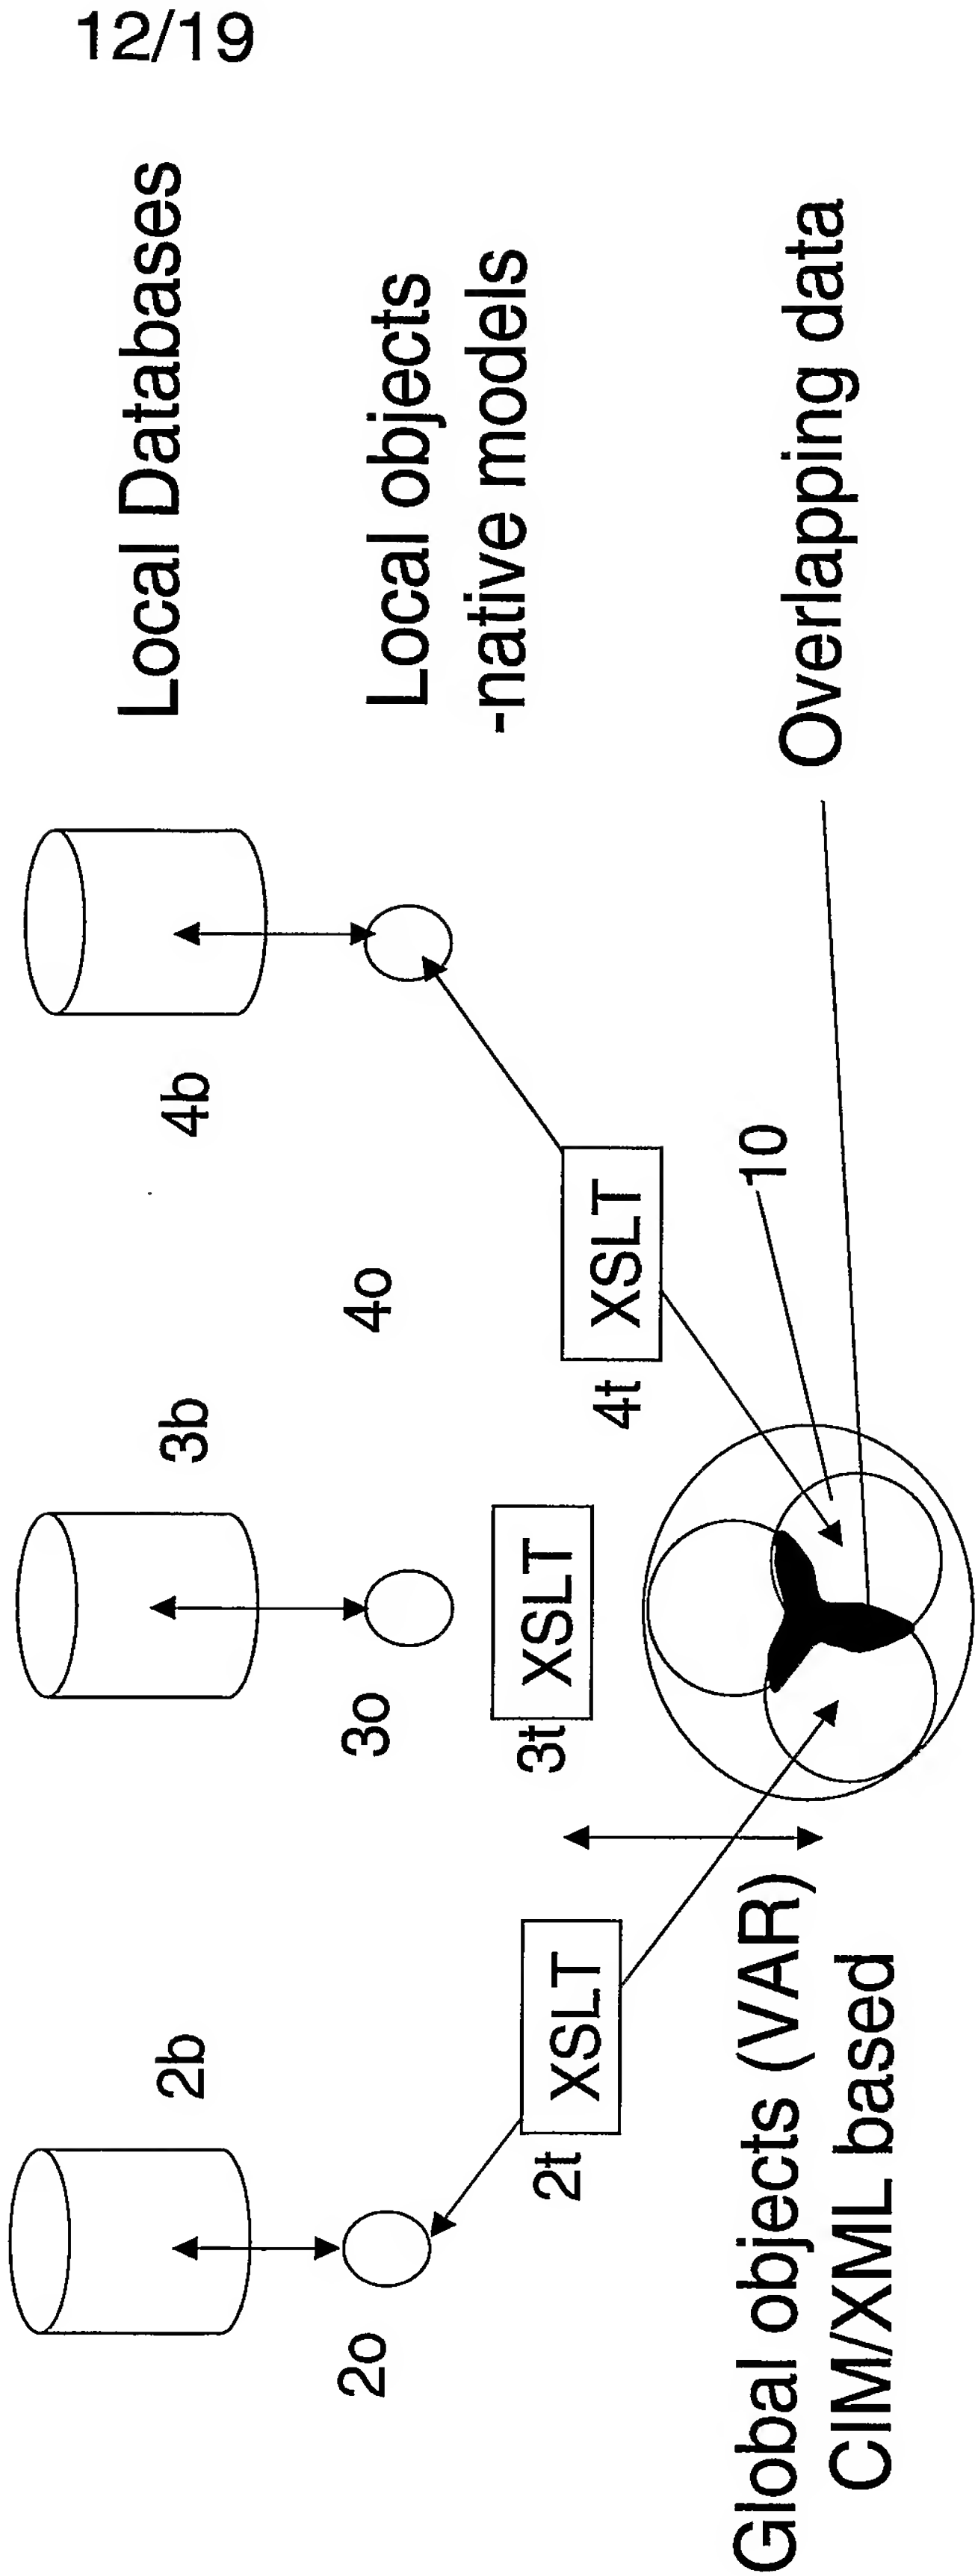 12/19
Local Databases
2b
3b
4b
Local objects
-native models
2o
3o
4o
XSLT
2t
XSLT
3t
XSLT
4t
10
Global objects (VAR)
CIM/XML based
Overlapping data